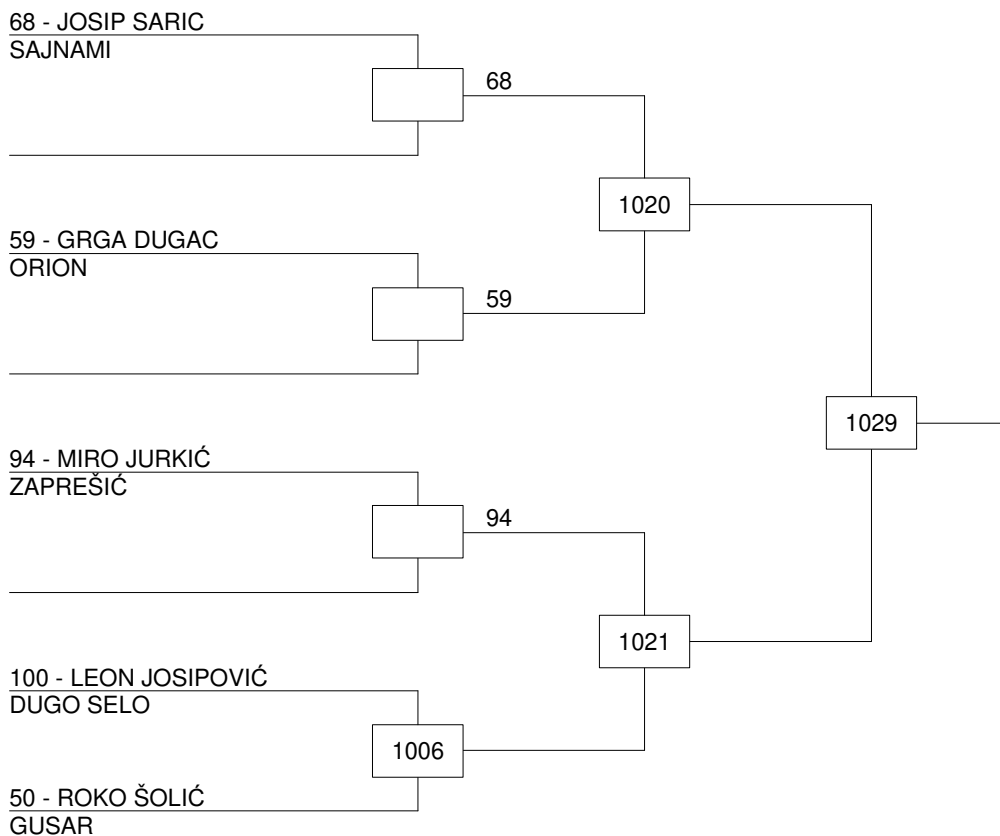 68 - JOSIP SARIC
SAJNAMI
68
1020
59 - GRGA DUGAC
ORION
59
1029
94 - MIRO JURKIĆ
ZAPREŠIĆ
94
1021
100 - LEON JOSIPOVIĆ
DUGO SELO
1006
50 - ROKO ŠOLIĆ
GUSAR